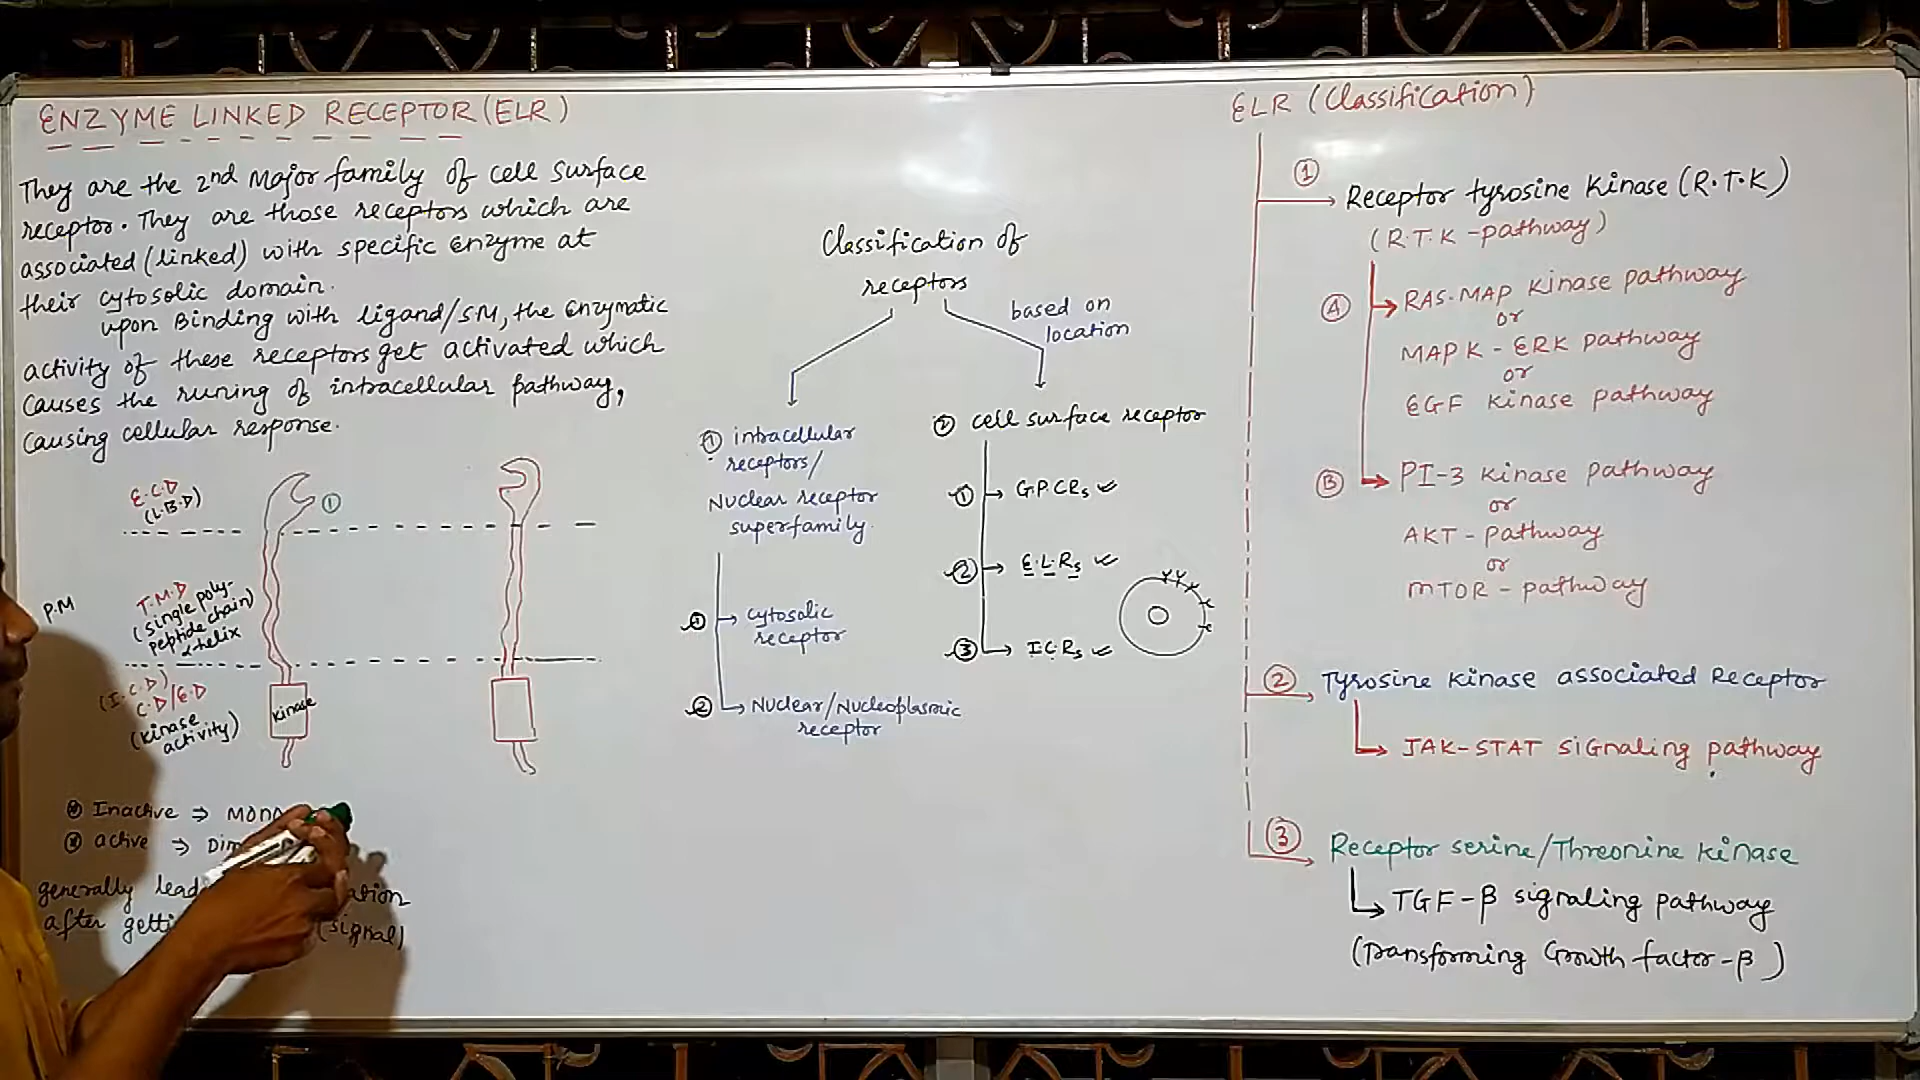 ENZYME LINKED RECEPTOR (ELR)
They are the 2nd Major family of cell surface
receptor. They are those receptors which are
associated (linked) with specific Enzyme at
their cytosolic domain.
upon Binding with ligand/SM, the Enzymatic
activity of these receptors get activated which
causes the runing of intracellular pathway,
causing cellular response.
E.C.D
(L.B.D)
①
P.M
T.M.D
(single poly-
peptide chain)
α-helix
(I.C.D)
C.D/E.D
(kinase
activity)
kinase
Inactive ⇒
active ⇒
generally
after
(signal)
Classification of
receptors
based on
location
① intracellular
receptors/
Nuclear receptor
superfamily
① → cytosolic
receptor
② → Nuclear/Nucleoplasmic
receptor
② cell surface receptor
① → G.P.CRs ✓
② → E.L.Rs ✓
③ → I.C.Rs ✓
ELR (Classification)
①
Receptor tyrosine Kinase (R.T.K)
(R.T.K - pathway)
Ⓐ → RAS-MAP Kinase pathway
or
MAPK - ERK pathway
or
EGF kinase pathway
Ⓑ → PI-3 kinase pathway
or
AKT - pathway
or
mTOR - pathway
② → Tyrosine kinase associated Receptor
→ JAK-STAT signaling pathway
③ → Receptor serine/Threonine kinase
→ TGF-β signaling pathway
(Transforming Growth factor-β)